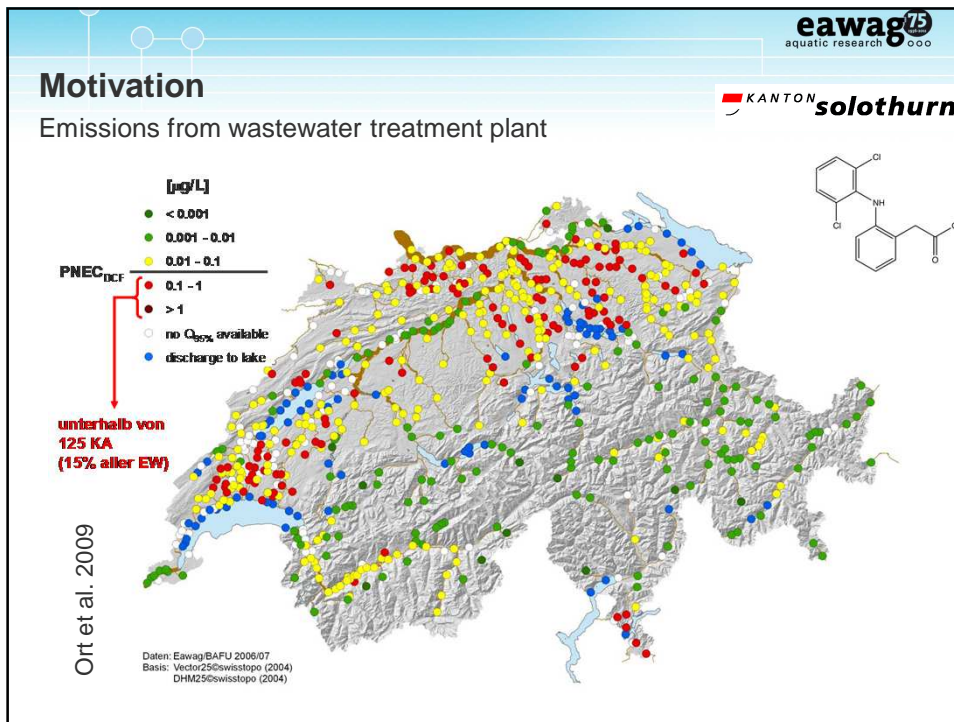 eawag 75
aquatic research
Motivation
KANTON solothurn
Emissions from wastewater treatment plant
[µg/L]
< 0.001
0.001 - 0.01
0.01 - 0.1
PNEC DCF
0.1 - 1
> 1
no Q95% available
discharge to lake
unterhalb von
125 KA
(15% aller EW)
Cl
NH
Cl
O
Ort et al. 2009
Daten: Eawag/BAFU 2006/07
Basis: Vector25©swisstopo (2004)
DHM25©swisstopo (2004)